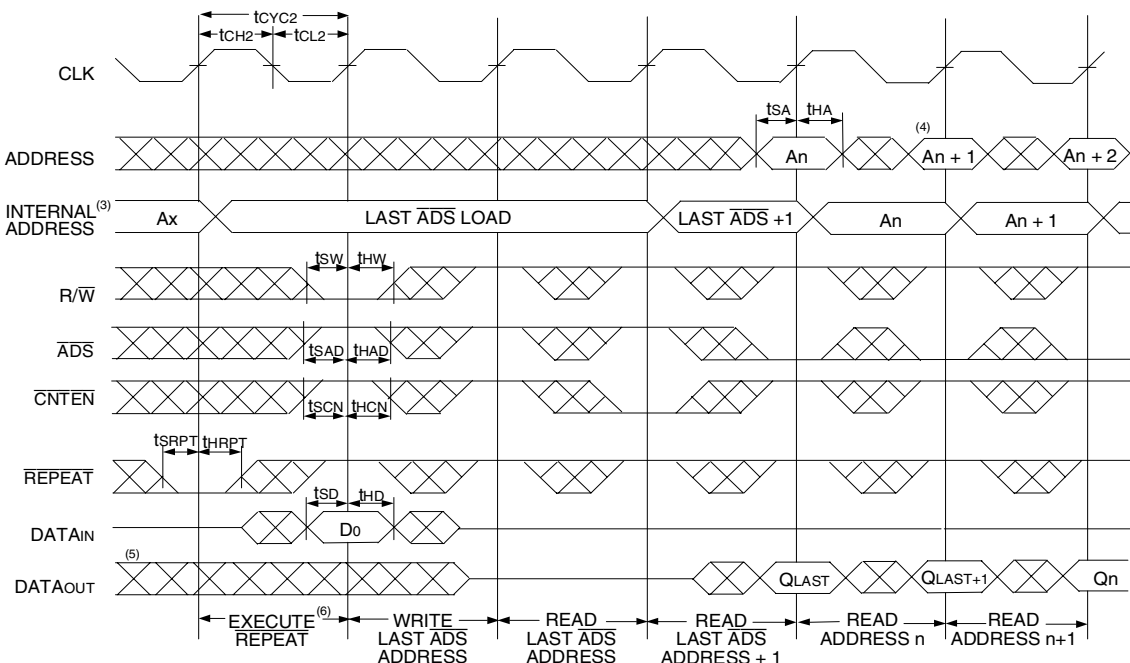 tCYC2
tCH2 tCL2
CLK
tSA tHA
(4)
ADDRESS An An + 1 An + 2
INTERNAL(3)
ADDRESS
Ax LAST ADS LOAD LAST ADS +1 An An + 1
tSW tHW
R/W
ADS
tSAD tHAD
CNTEN
tSCN tHCN
tSRPT tHRPT
REPEAT
tSD tHD
DATAIN D0
(5)
DATAOUT QLAST QLAST+1 Qn
EXECUTE(6)
REPEAT
WRITE
LAST ADS
ADDRESS
READ
LAST ADS
ADDRESS
READ
LAST ADS
ADDRESS + 1
READ
ADDRESS n
READ
ADDRESS n+1